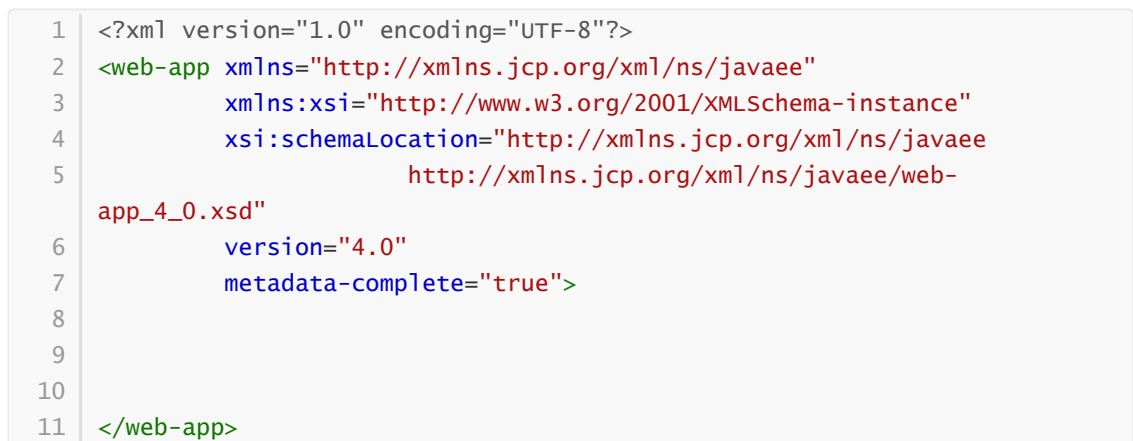 1 <?xml version="1.0" encoding="UTF-8"?>
2 <web-app xmlns="http://xmlns.jcp.org/xml/ns/javaee"
3 xmlns:xsi="http://www.w3.org/2001/XMLSchema-instance"
4 xsi:schemaLocation="http://xmlns.jcp.org/xml/ns/javaee
5 http://xmlns.jcp.org/xml/ns/javaee/web-
app_4_0.xsd"
6 version="4.0"
7 metadata-complete="true">
8
9
10
11 </web-app>